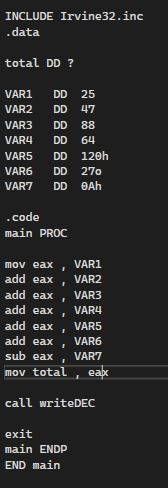 INCLUDE Irvine32.inc
.data
total DD ?
VAR1 DD 25
VAR2 DD 47
VAR3 DD 88
VAR4 DD 64
VAR5 DD 120h
VAR6 DD 27o
VAR7 DD 0Ah
.code
main PROC
mov eax , VAR1
add eax , VAR2
add eax , VAR3
add eax , VAR4
add eax , VAR5
add eax , VAR6
sub eax , VAR7
mov total , eax
call writeDEC
exit
main ENDP
END main